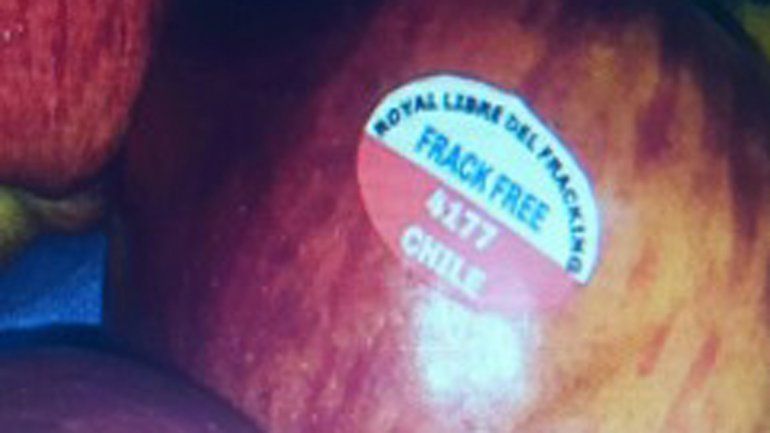 ROYAL LIBRE DEL FRACKING
FRACK FREE
4177
CHILE